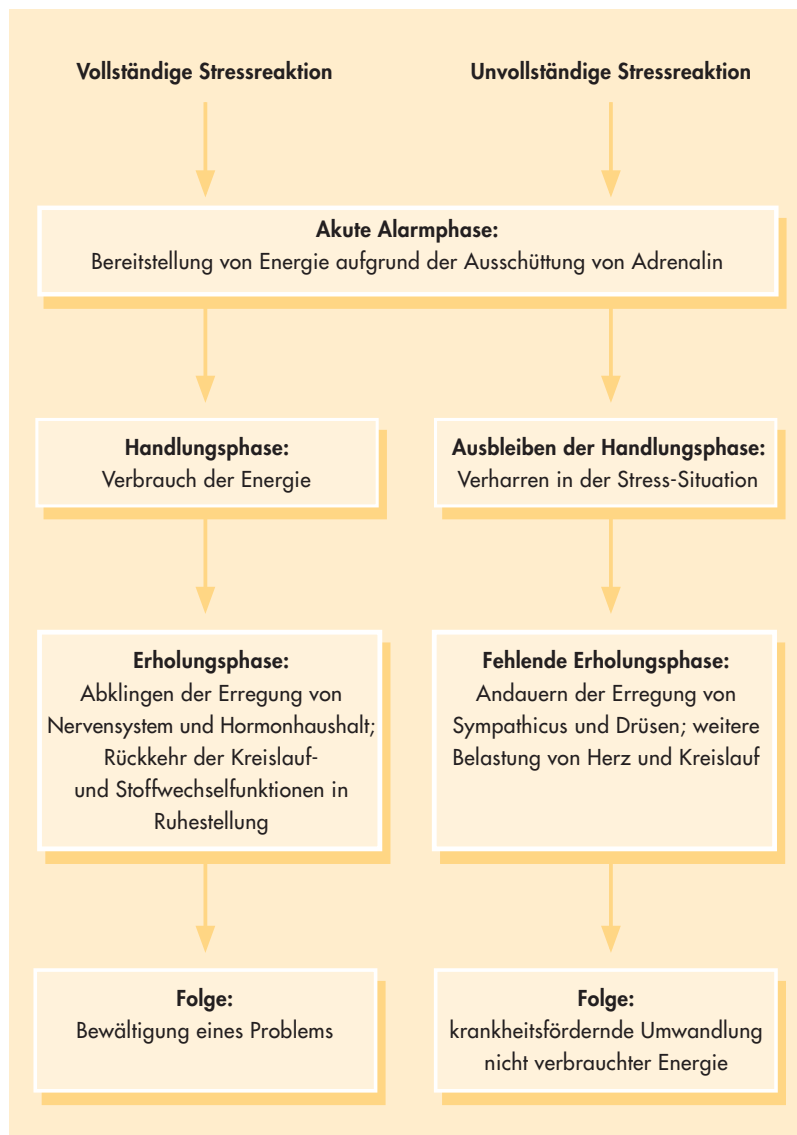 Vollständige Stressreaktion
Unvollständige Stressreaktion
Akute Alarmphase:
Bereitstellung von Energie aufgrund der Ausschüttung von Adrenalin
Handlungsphase:
Verbrauch der Energie
Ausbleiben der Handlungsphase:
Verharren in der Stress-Situation
Erholungsphase:
Abklingen der Erregung von
Nervensystem und Hormonhaushalt;
Rückkehr der Kreislauf-
und Stoffwechselfunktionen in
Ruhestellung
Fehlende Erholungsphase:
Andauern der Erregung von
Sympathicus und Drüsen; weitere
Belastung von Herz und Kreislauf
Folge:
Bewältigung eines Problems
Folge:
krankheitsfördernde Umwandlung
nicht verbrauchter Energie